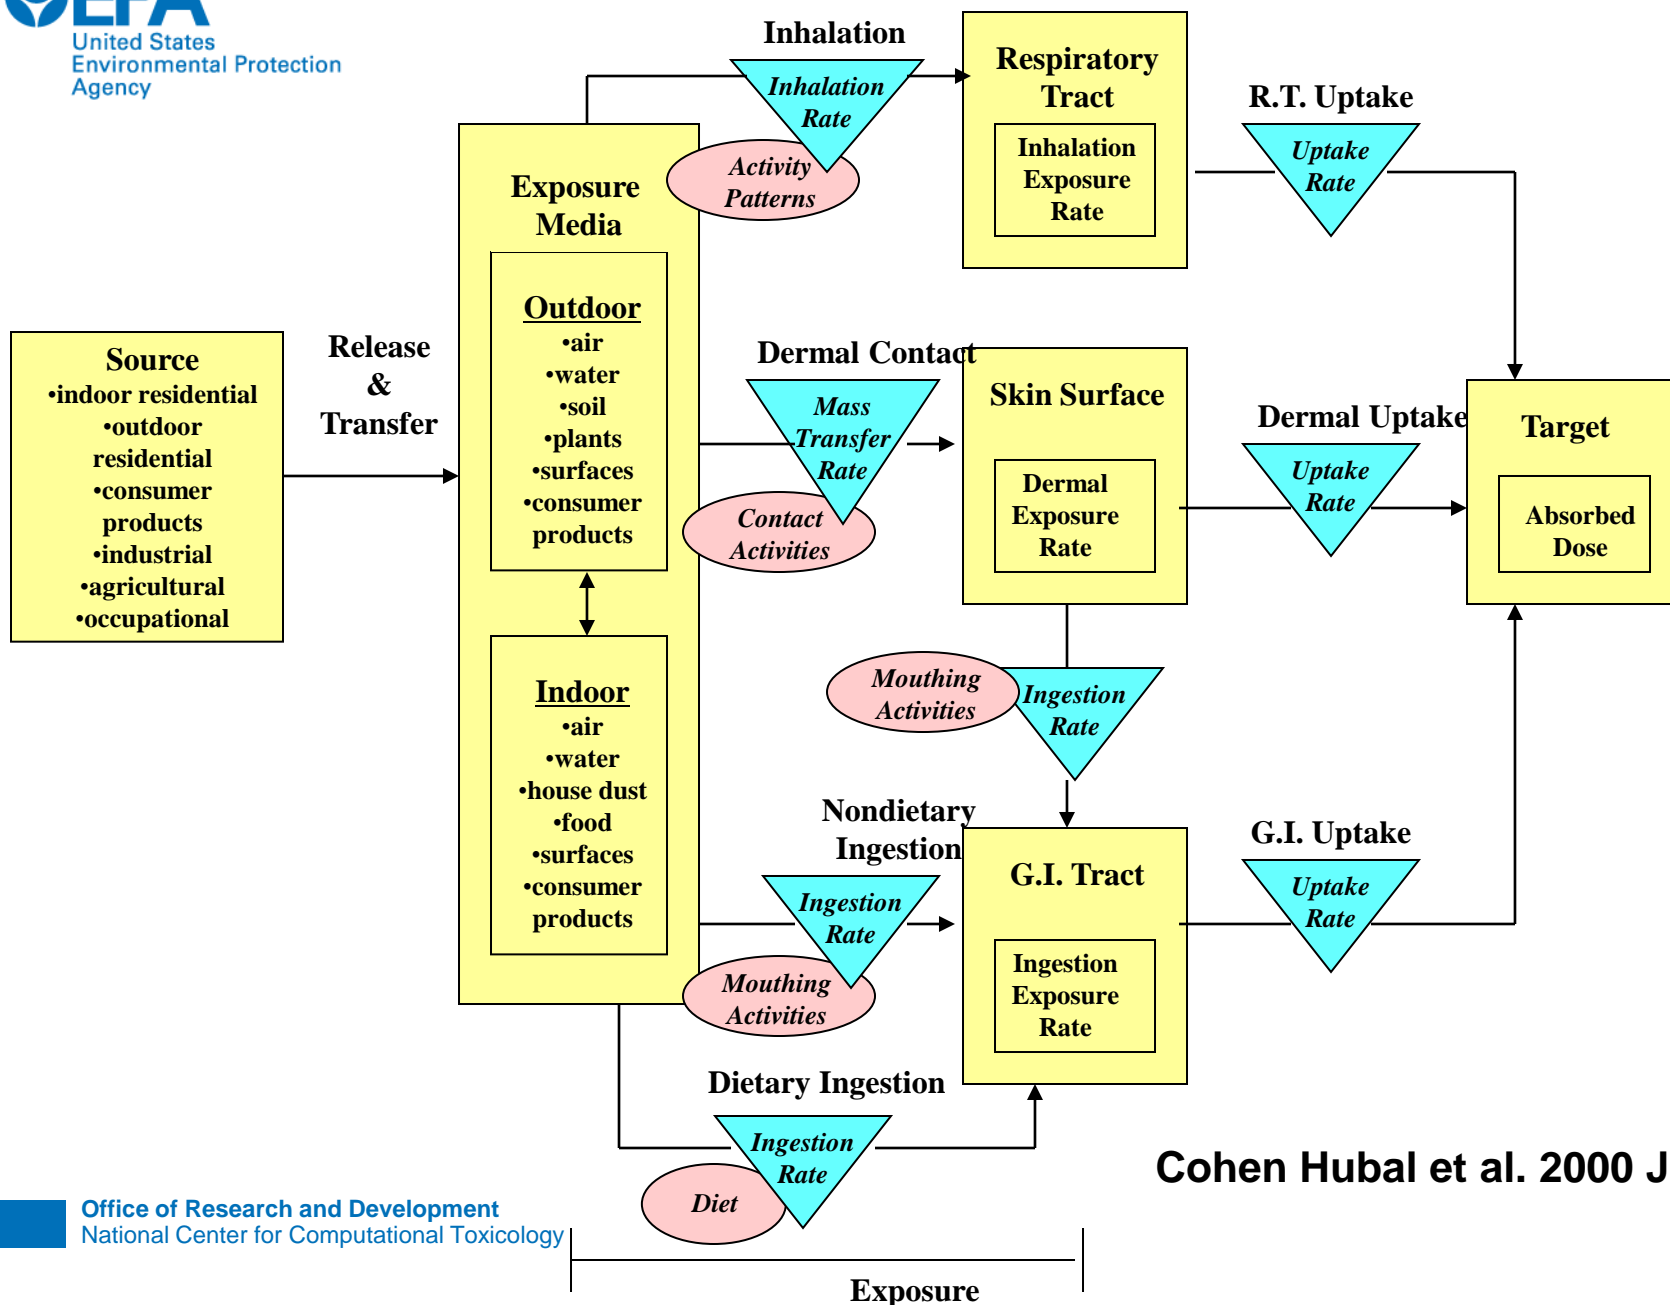 EPA
United States
Environmental Protection
Agency
Inhalation
Inhalation
Rate
Activity
Patterns
Respiratory
Tract
Inhalation
Exposure
Rate
R.T. Uptake
Uptake
Rate
Exposure
Media
Outdoor
•air
•water
•soil
•plants
•surfaces
•consumer
products
Indoor
•air
•water
•house dust
•food
•surfaces
•consumer
products
Source
•indoor residential
•outdoor
residential
•consumer
products
•industrial
•agricultural
•occupational
Release
&
Transfer
Dermal Contact
Mass
Transfer
Rate
Contact
Activities
Skin Surface
Dermal
Exposure
Rate
Dermal Uptake
Uptake
Rate
Target
Absorbed
Dose
Mouthing
Activities
Ingestion
Rate
Nondietary
Ingestion
Ingestion
Rate
Mouthing
Activities
G.I. Tract
Ingestion
Exposure
Rate
G.I. Uptake
Uptake
Rate
Dietary Ingestion
Ingestion
Rate
Diet
Cohen Hubal et al. 2000 J
Office of Research and Development
National Center for Computational Toxicology
Exposure